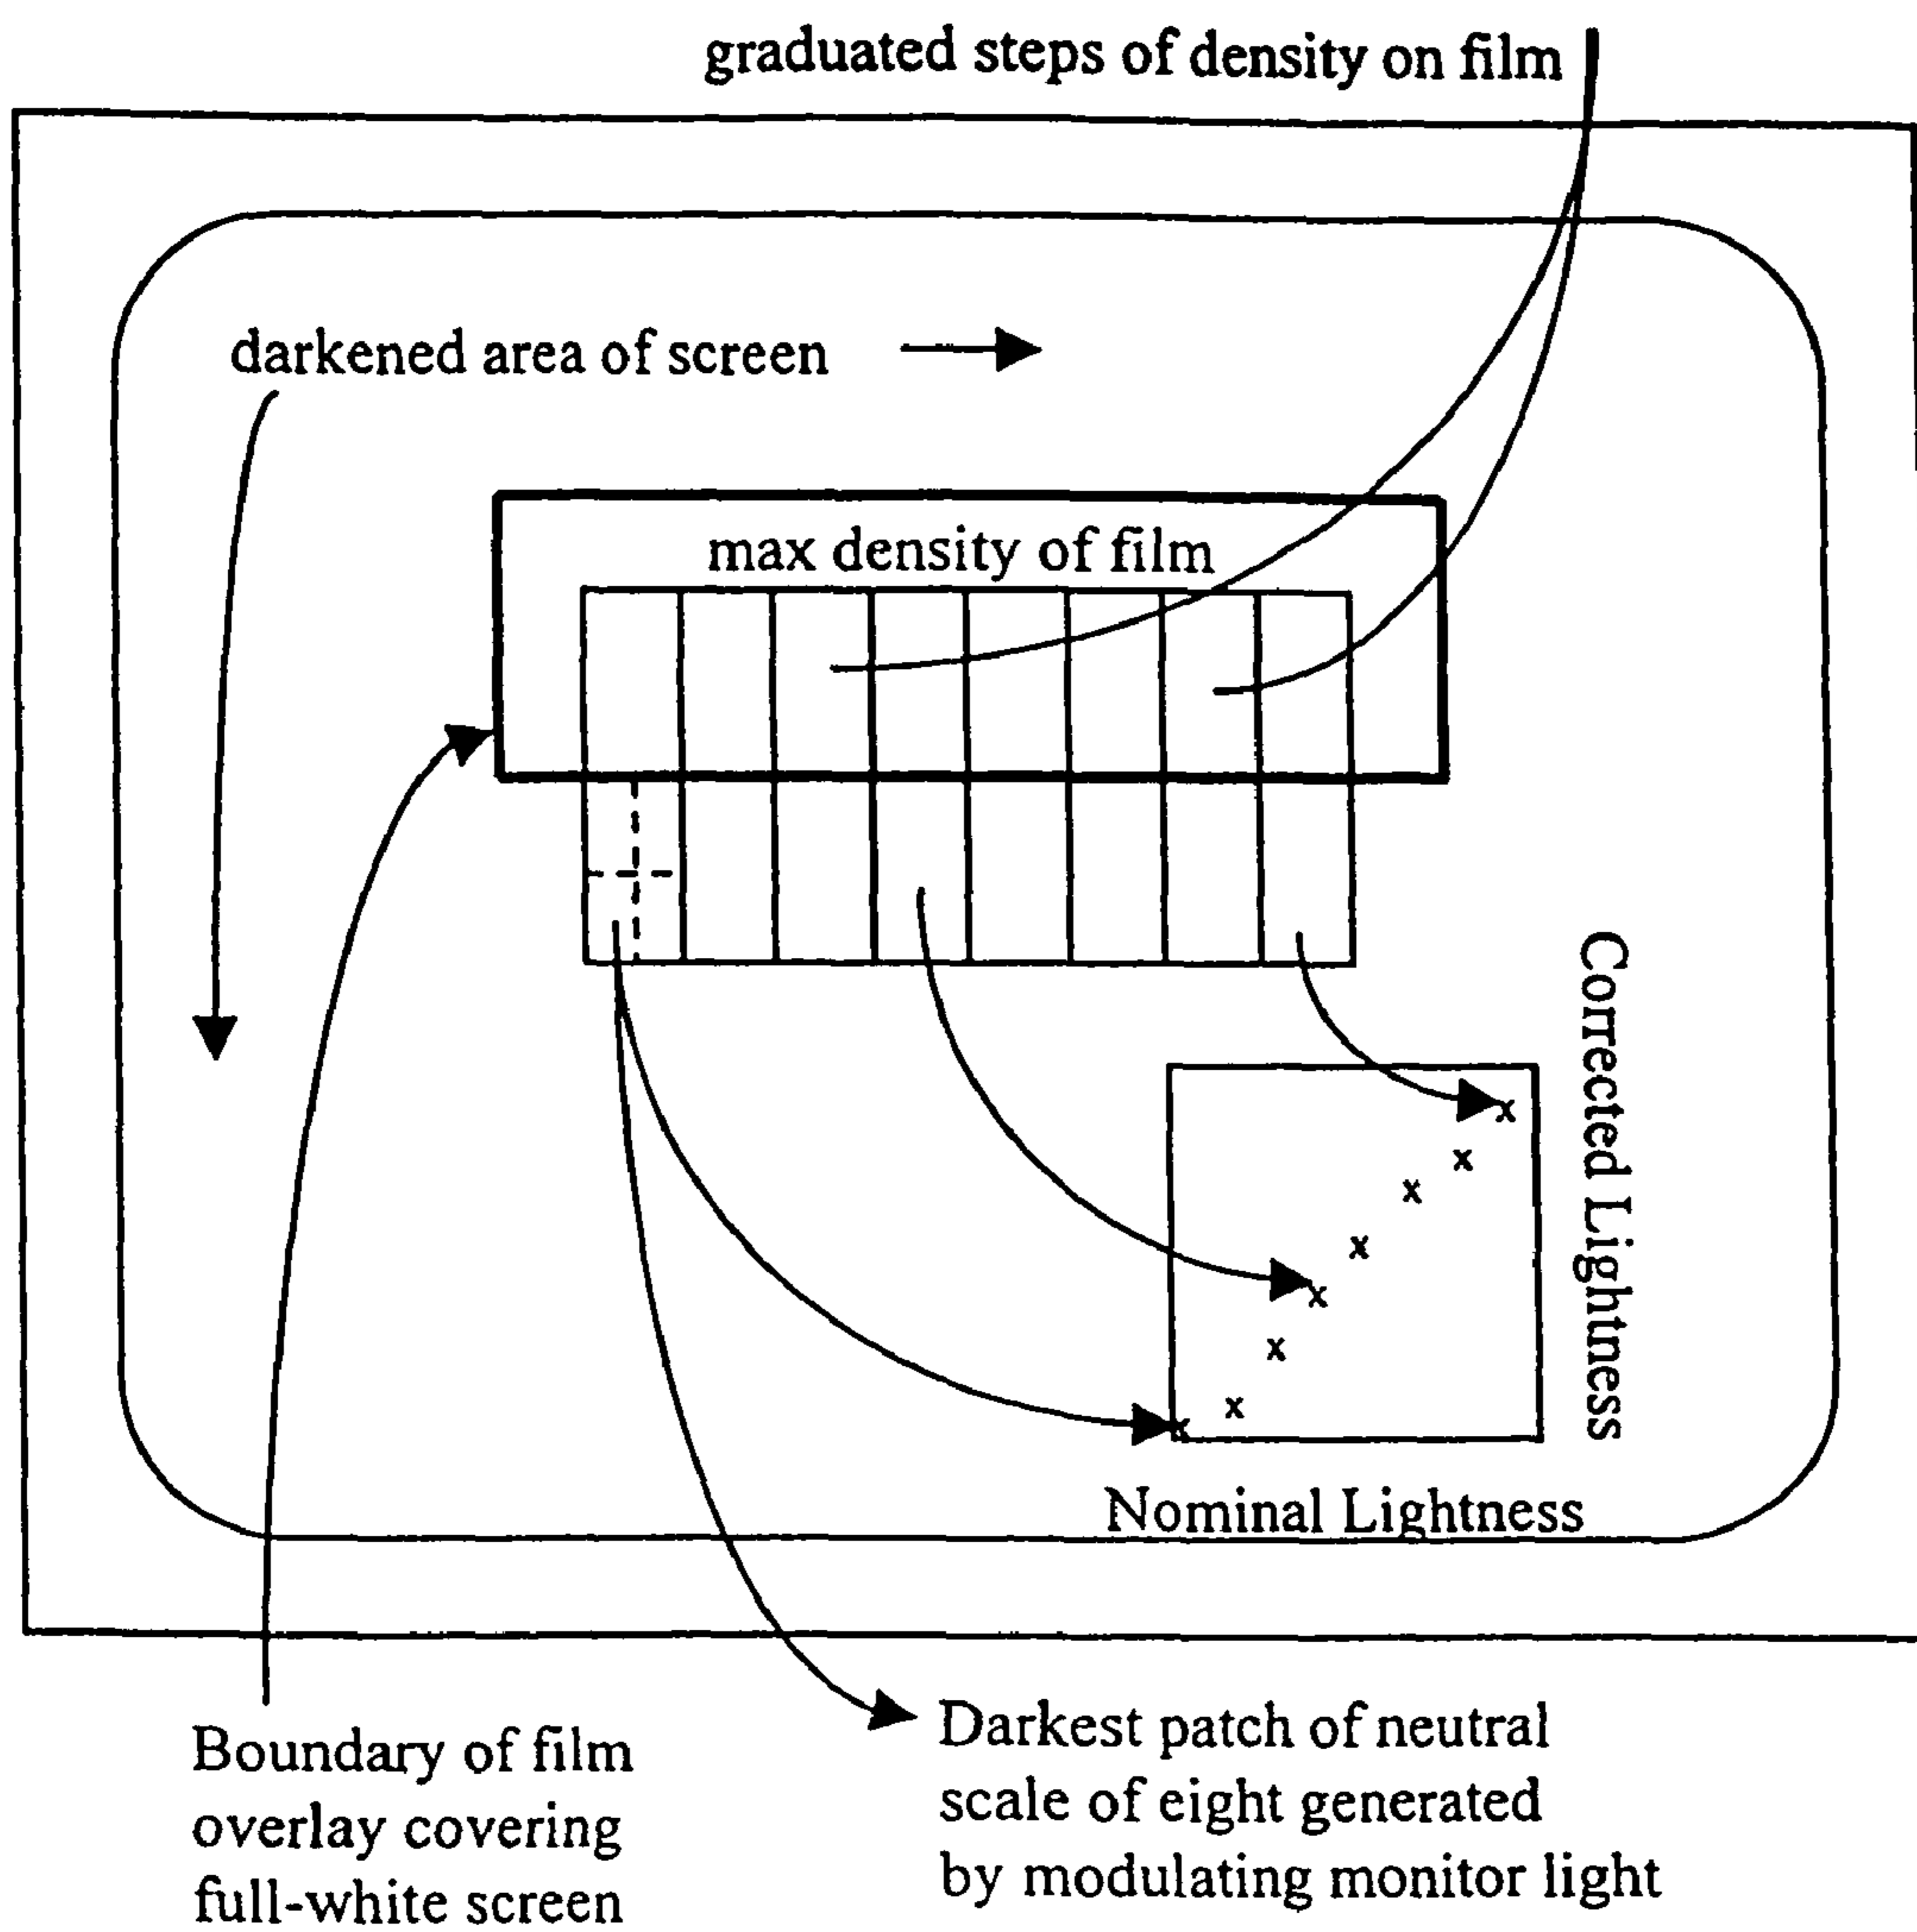 graduated steps of density on film
darkened area of screen
max density of film
Corrected Lightness
x
x
x
x
x
x
x
x
Nominal Lightness
Boundary of film
overlay covering
full-white screen
Darkest patch of neutral
scale of eight generated
by modulating monitor light